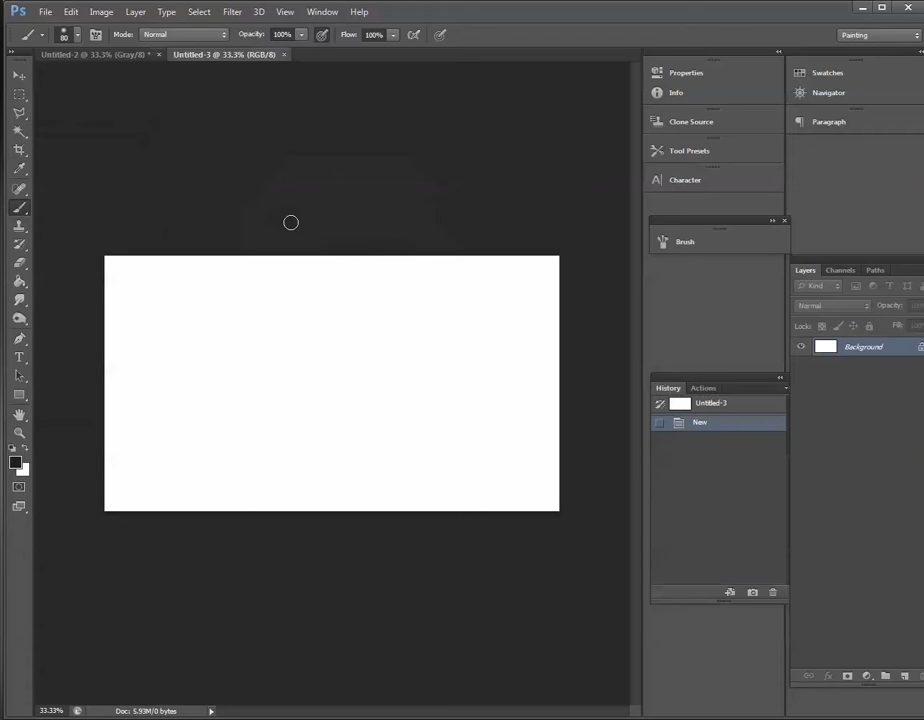 Ps File Edit Image Layer Type Select Filter 3D View Window Help
80 Mode: Normal Opacity: 100% Flow: 100% Painting
Untitled-2 @ 33.3% (Gray/8) * × Untitled-3 @ 33.3% (RGB/8) ×
Properties
Info
Clone Source
Tool Presets
Character
Swatches
Navigator
Paragraph
Brush
Layers Channels Paths
Kind
Normal Opacity:
Lock: Fill:
Background
History Actions
Untitled-3
New
33.33% Doc: 5.93M/0 bytes